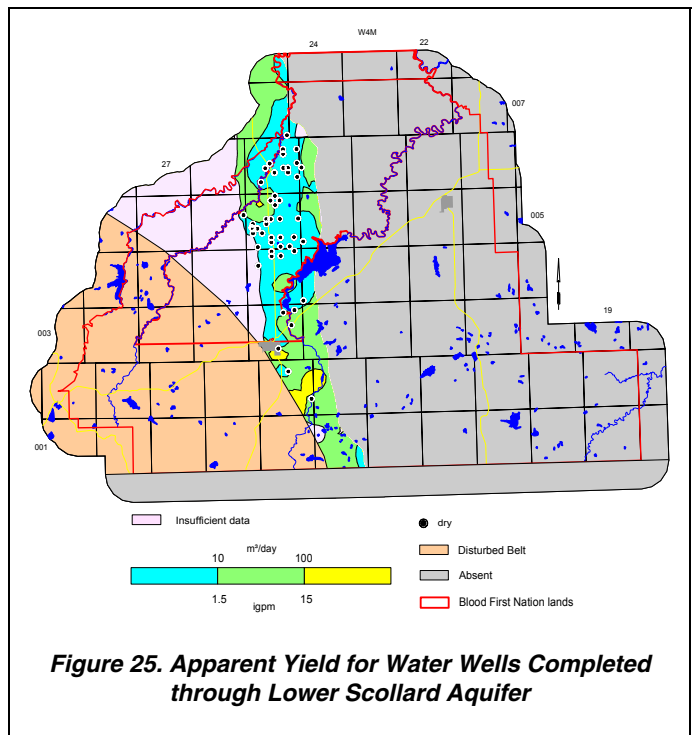 W4M
24
22
007
27
005
19
003
001
Insufficient data
dry
m³/day
10
100
Disturbed Belt
Absent
1.5
igpm
15
Blood First Nation lands
Figure 25. Apparent Yield for Water Wells Completed
through Lower Scollard Aquifer